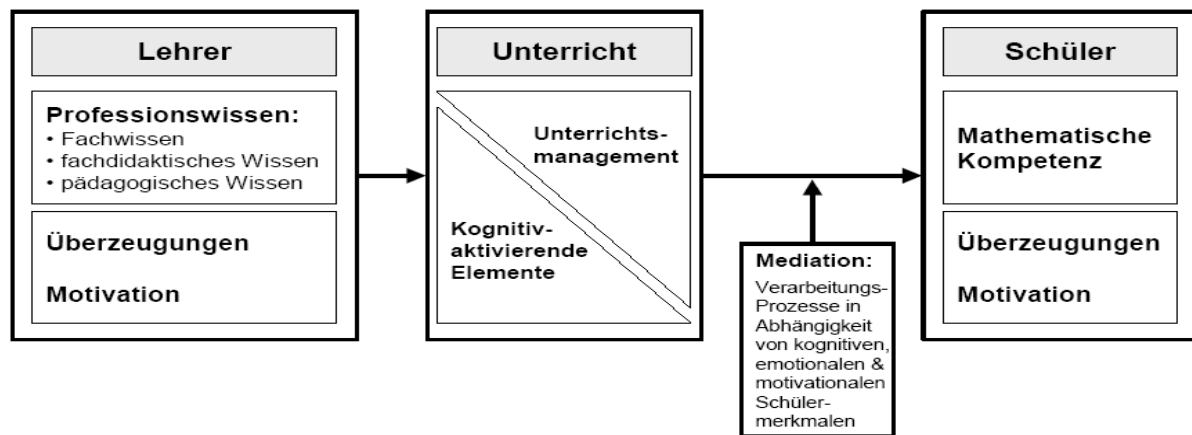 Lehrer
Professionswissen:
• Fachwissen
• fachdidaktisches Wissen
• pädagogisches Wissen
Überzeugungen
Motivation
Unterricht
Unterrichts-
management
Kognitiv-
aktivierende
Elemente
Mediation:
Verarbeitungs-
Prozesse in
Abhängigkeit
von kognitiven,
emotionalen &
motivationalen
Schüler-
merkmalen
Schüler
Mathematische
Kompetenz
Überzeugungen
Motivation